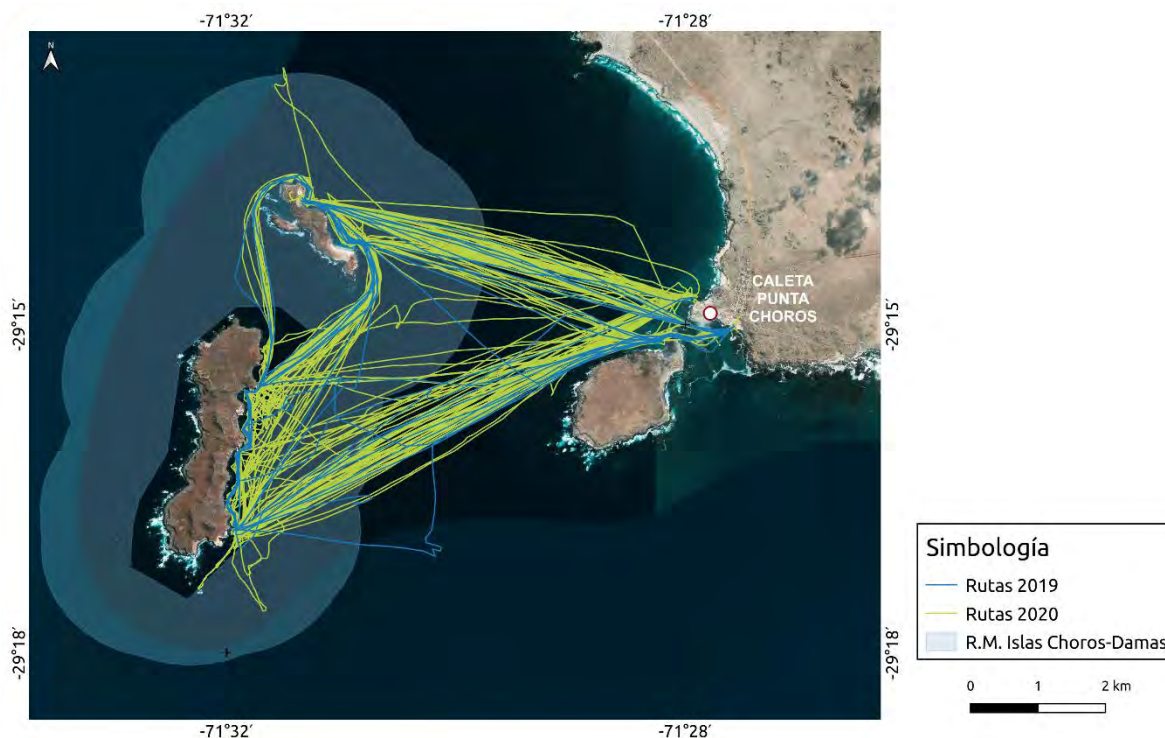 -71°32´ -71°28´
N
CALETA
PUNTA
CHOROS
-29°15´ -29°15´
-29°18´ -29°18´
-71°32´ -71°28´
Simbología
Rutas 2019
Rutas 2020
R.M. Islas Choros-Damas
0 1 2 km